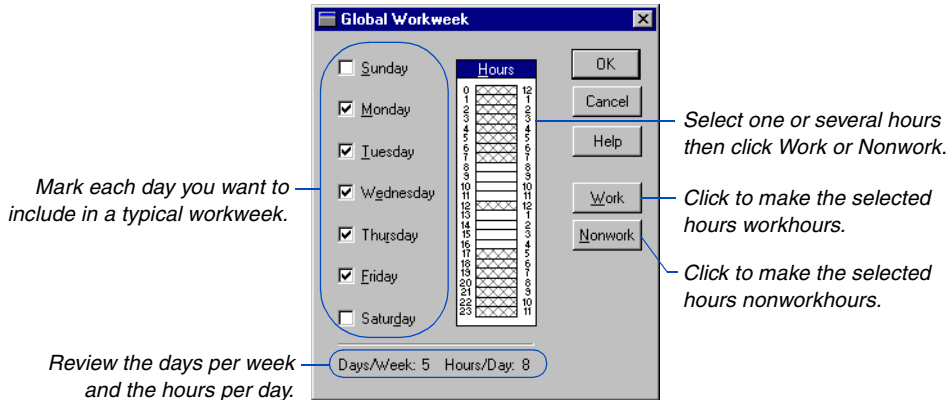 Global Workweek
Sunday
Monday
Tuesday
Wednesday
Thursday
Friday
Saturday
Hours
0 12
1 1
2 2
3 3
4 4
5 5
6 6
7 7
8 8
9 9
10 10
11 11
12 12
13 1
14 2
15 3
16 4
17 5
18 6
19 7
20 8
21 9
22 10
23 11
OK
Cancel
Help
Work
Nonwork
Days/Week: 5 Hours/Day: 8
Mark each day you want to
include in a typical workweek.
Review the days per week
and the hours per day.
Select one or several hours
then click Work or Nonwork.
Click to make the selected
hours workhours.
Click to make the selected
hours nonworkhours.